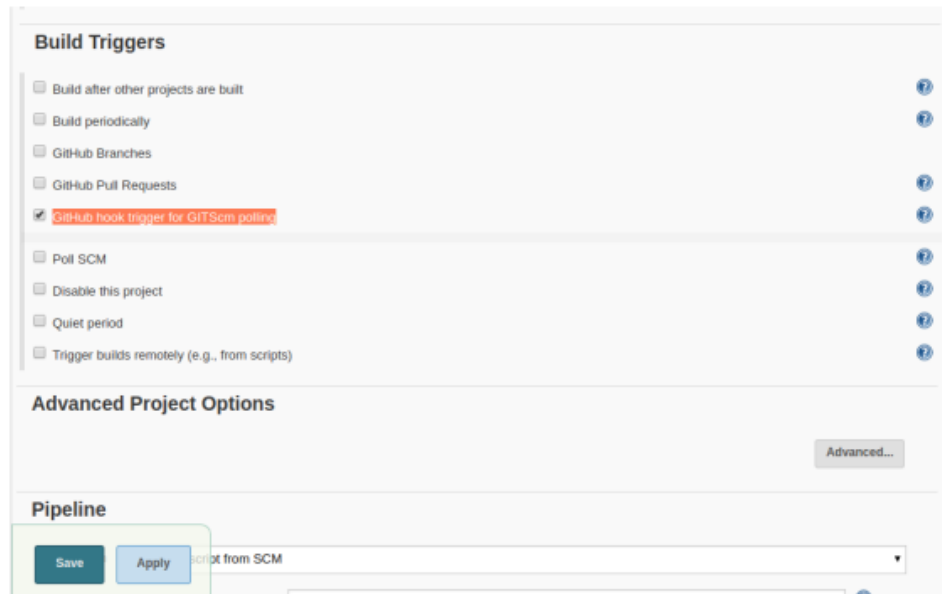 Build Triggers
Build after other projects are built
Build periodically
GitHub Branches
GitHub Pull Requests
GitHub hook trigger for GITScm polling
Poll SCM
Disable this project
Quiet period
Trigger builds remotely (e.g., from scripts)
Advanced Project Options
Advanced...
Pipeline
Save
Apply
script from SCM